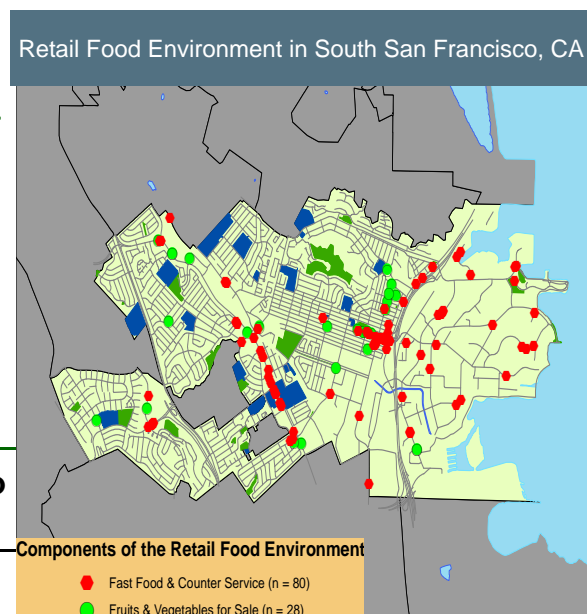 Retail Food Environment in South San Francisco, CA
Components of the Retail Food Environment
Fast Food & Counter Service (n = 80)
Fruits & Vegetables for Sale (n = 28)